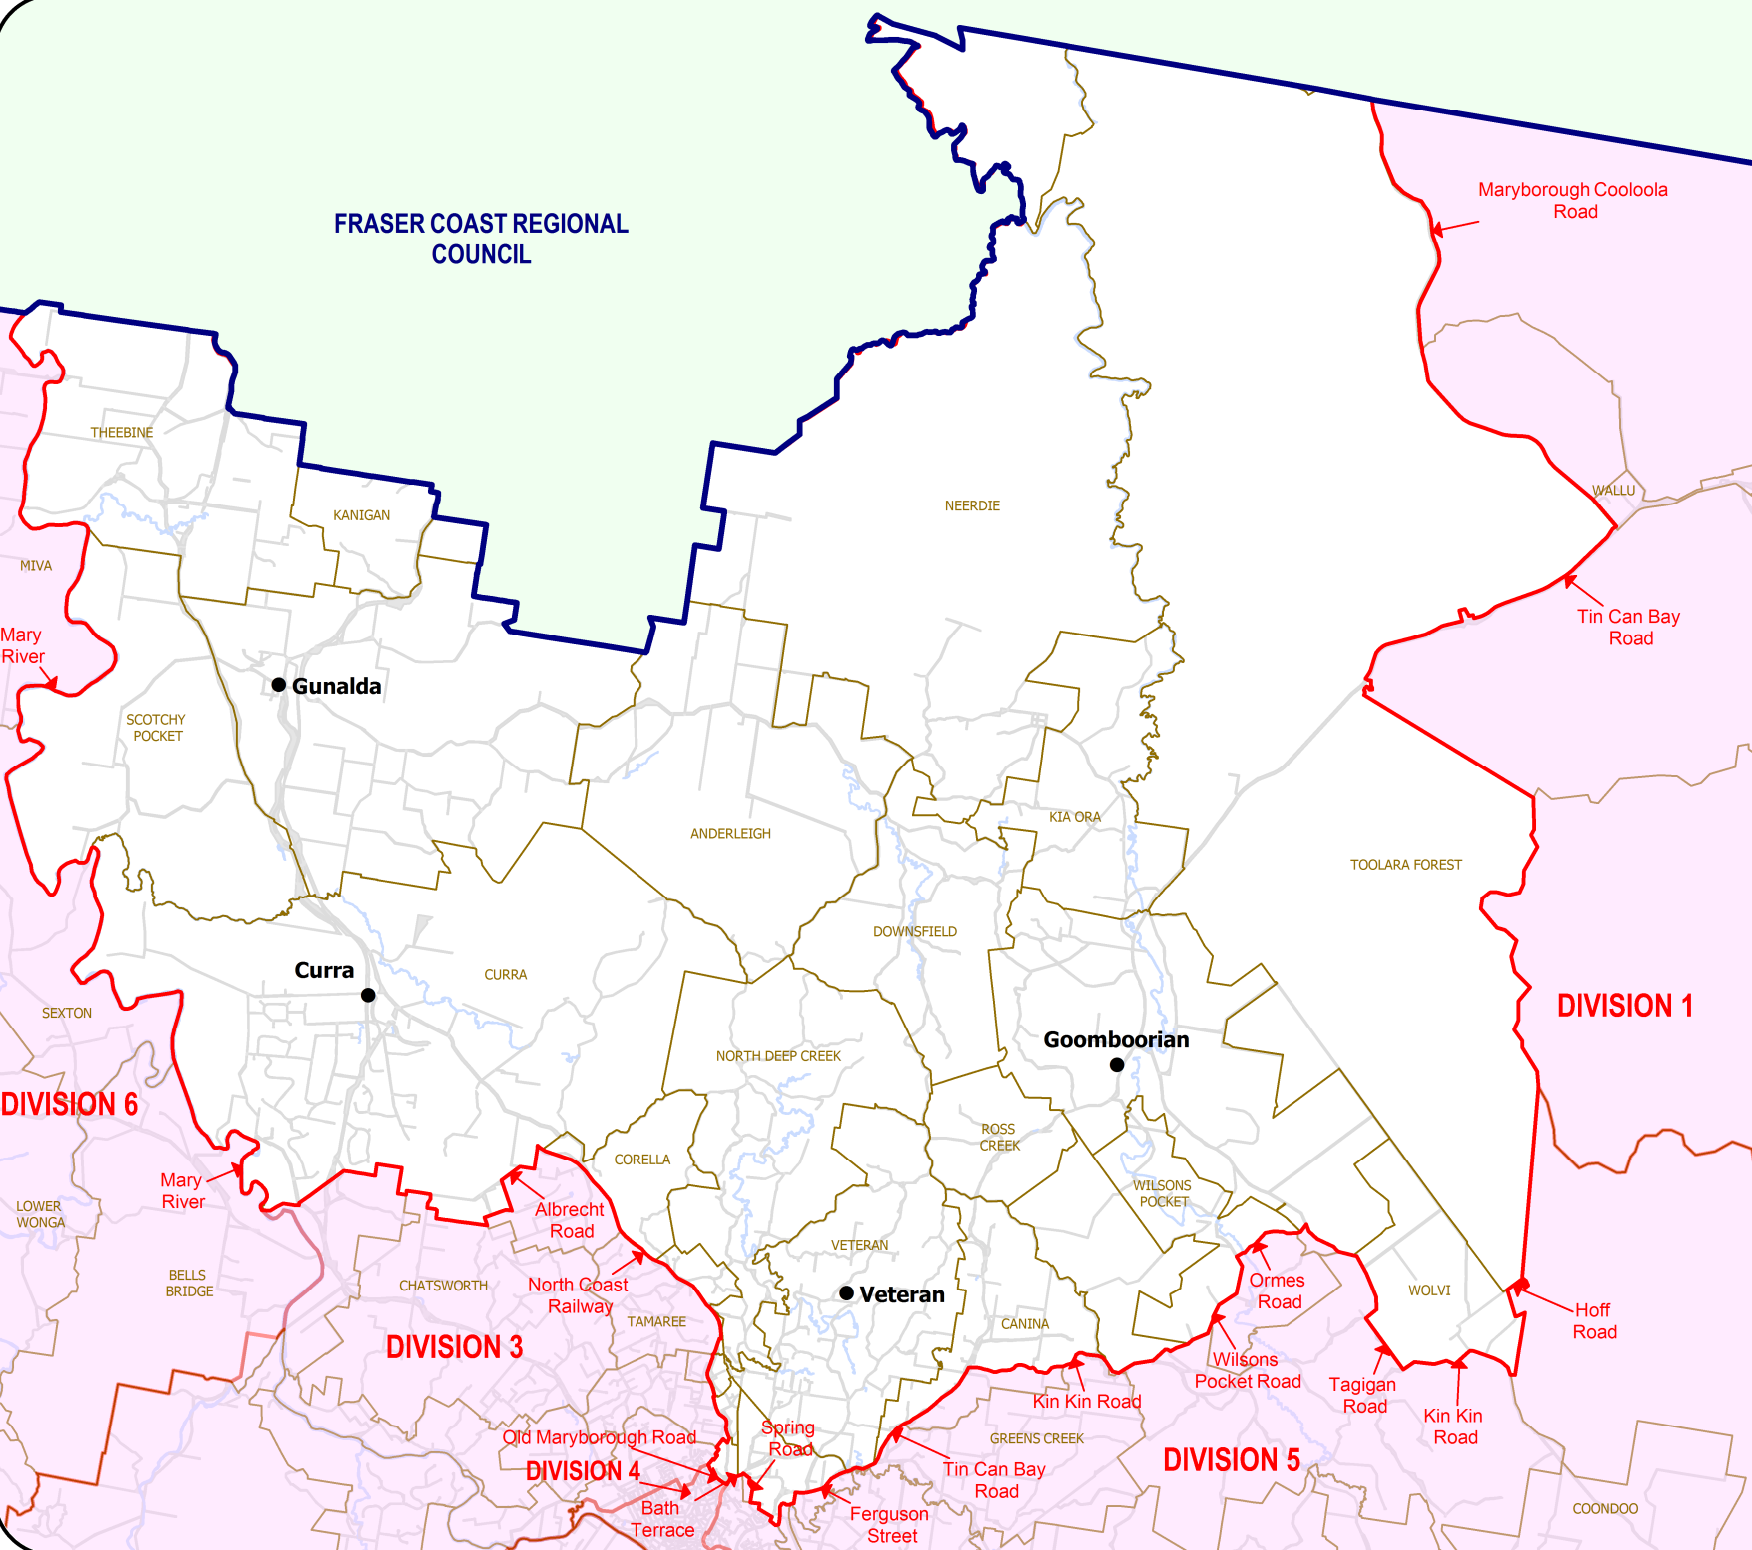 Maryborough Cooloola
Road
FRASER COAST REGIONAL
COUNCIL
THEEBINE
KANIGAN
NEERDIE
WALLU
MIVA
Mary
River
Tin Can Bay
Road
Gunalda
SCOTCHY
POCKET
ANDERLEIGH
KIA ORA
TOOLARA FOREST
DOWNSFIELD
Curra
CURRA
SEXTON
DIVISION 1
Goomboorian
NORTH DEEP CREEK
DIVISION 6
ROSS
CREEK
CORELLA
Mary
River
WILSONS
POCKET
LOWER
WONGA
Albrecht
Road
VETERAN
BELLS
BRIDGE
CHATSWORTH
North Coast
Railway
Veteran
Ormes
Road
WOLVI
Hoff
Road
TAMAREE
CANINA
DIVISION 3
Wilsons
Pocket Road
Tagigan
Road
Kin Kin Road
Kin Kin
Road
Old Maryborough Road
Spring
Road
GREENS CREEK
DIVISION 5
DIVISION 4
Tin Can Bay
Road
Bath
Terrace
Ferguson
Street
COONDOO